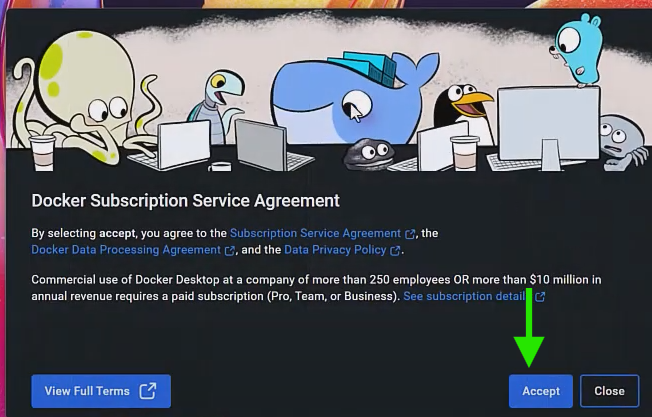 Docker Subscription Service Agreement
By selecting accept, you agree to the Subscription Service Agreement, the
Docker Data Processing Agreement, and the Data Privacy Policy.
Commercial use of Docker Desktop at a company of more than 250 employees OR more than $10 million in
annual revenue requires a paid subscription (Pro, Team, or Business). See subscription details
View Full Terms
Accept
Close